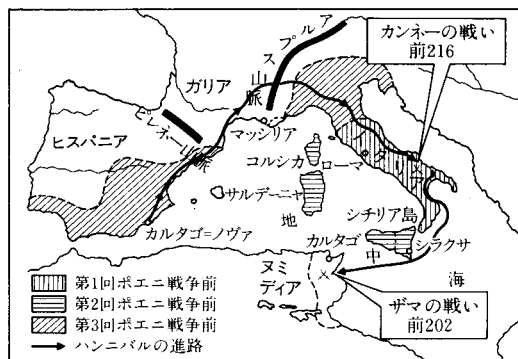 カンネーの戦い
前216
アルプス山脈
ガリア
ピレネー山脈
ヒスパニア
マッシリア
イタリア
コルシカ
ローマ
サルデーニャ
地中海
シチリア島
カルタゴ=ノヴァ
カルタゴ
シラクサ
ヌミディア
第1回ポエニ戦争前
第2回ポエニ戦争前
第3回ポエニ戦争前
ハンニバルの進路
ザマの戦い
前202